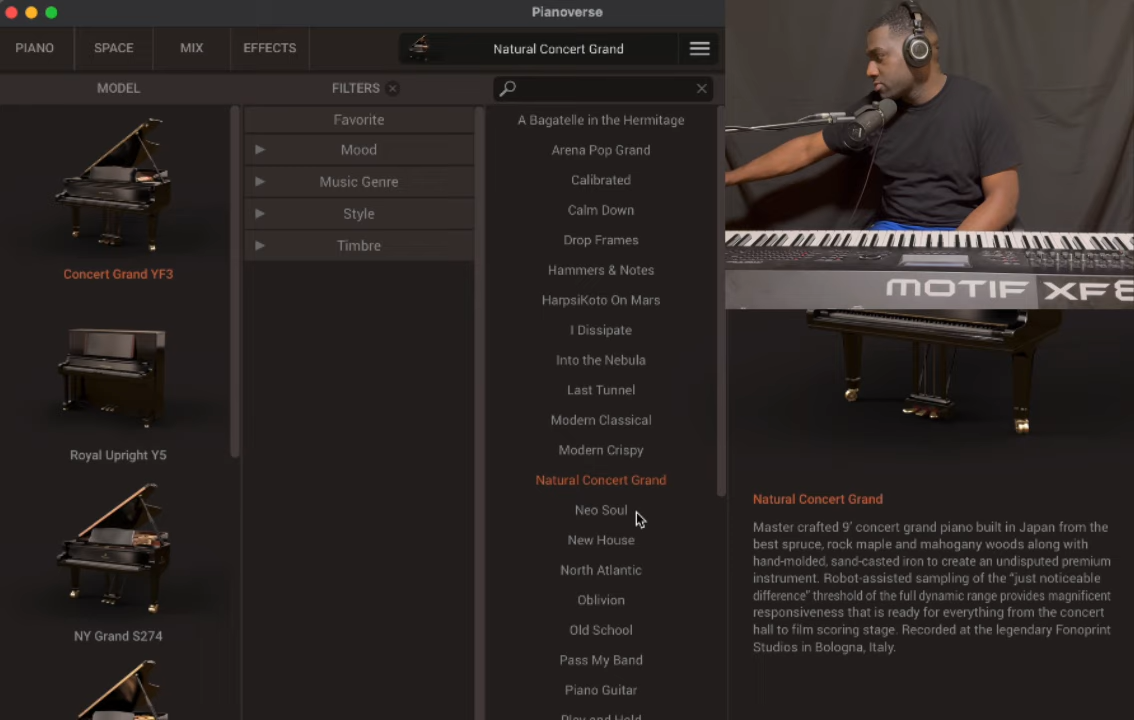 Pianoverse
PIANO
SPACE
MIX
EFFECTS
Natural Concert Grand
MODEL
FILTERS
Concert Grand YF3
Royal Upright Y5
NY Grand S274
Favorite
Mood
Music Genre
Style
Timbre
A Bagatelle in the Hermitage
Arena Pop Grand
Calibrated
Calm Down
Drop Frames
Hammers & Notes
HarpsiKoto On Mars
I Dissipate
Into the Nebula
Last Tunnel
Modern Classical
Modern Crispy
Natural Concert Grand
Neo Soul
New House
North Atlantic
Oblivion
Old School
Pass My Band
Piano Guitar
Play and Hold
MOTIF XF8
Natural Concert Grand
Master crafted 9' concert grand piano built in Japan from the
best spruce, rock maple and mahogany woods along with
hand-molded, sand-casted iron to create an undisputed premium
instrument. Robot-assisted sampling of the "just noticeable
difference" threshold of the full dynamic range provides magnificent
responsiveness that is ready for everything from the concert
hall to film scoring stage. Recorded at the legendary Fonoprint
Studios in Bologna, Italy.